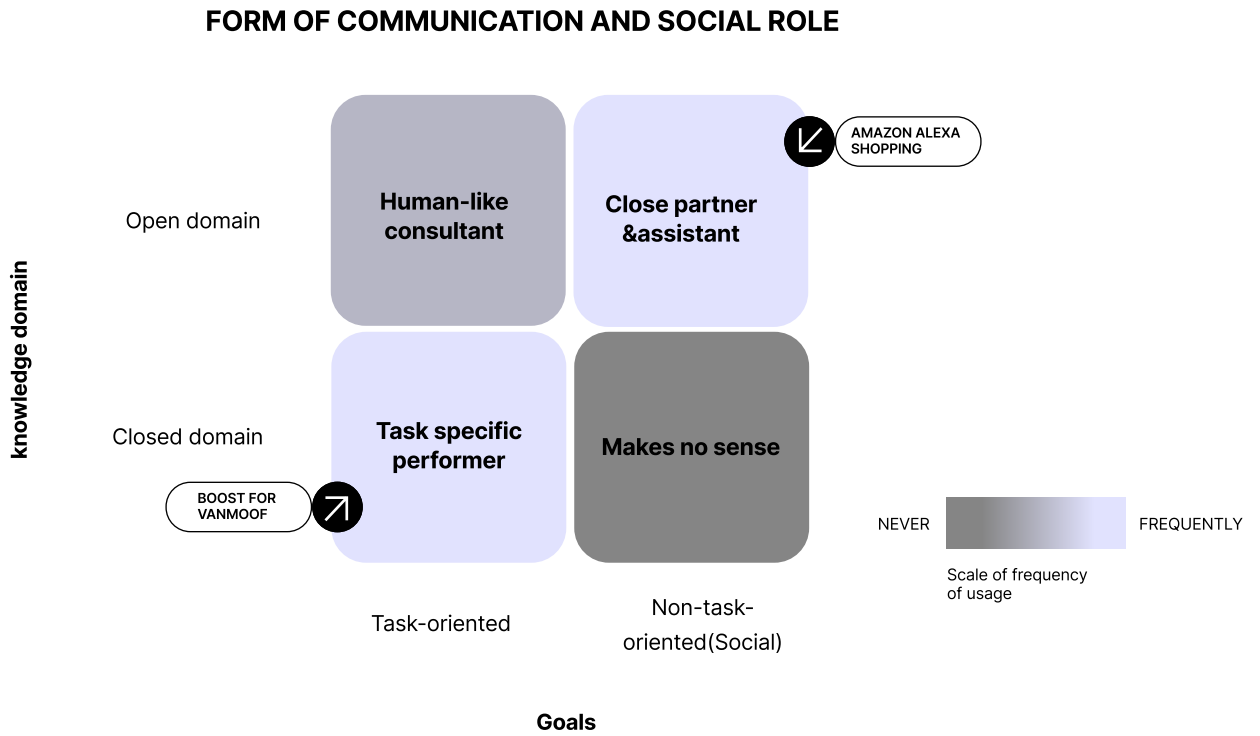 FORM OF COMMUNICATION AND SOCIAL ROLE
AMAZON ALEXA
SHOPPING
Human-like
consultant
Close partner
&assistant
Open domain
knowledge domain
Closed domain
Task specific
performer
Makes no sense
BOOST FOR
VANMOOF
NEVER
FREQUENTLY
Scale of frequency
of usage
Task-oriented
Non-task-
oriented(Social)
Goals